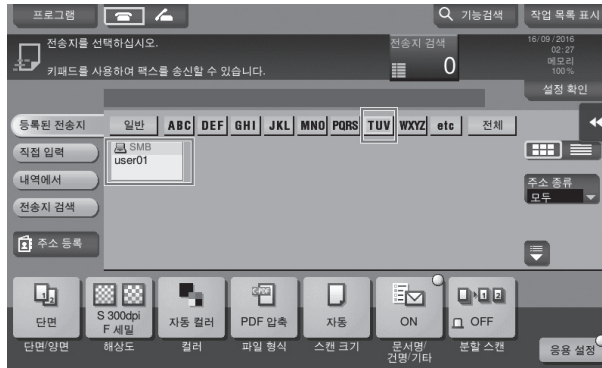 프로그램
기능검색
작업 목록 표시
전송지를 선택하십시오.
키패드를 사용하여 팩스를 송신할 수 있습니다.
전송지 검색
0
16/09/2016
02:27
메모리
100%
설정 확인
등록된 전송지
일반
ABC
DEF
GHI
JKL
MNO
PQRS
TUV
WXYZ
etc
전체
직접 입력
내역에서
전송지 검색
주소 등록
SMB
user01
주소 종류
모두
단면
S 300dpi
F 세일
자동 컬러
CPDF
PDF 압축
자동
ON
OFF
단면/양면
해상도
컬러
파일 형식
스캔 크기
문서명/
건명/기타
분할 스캔
응용 설정